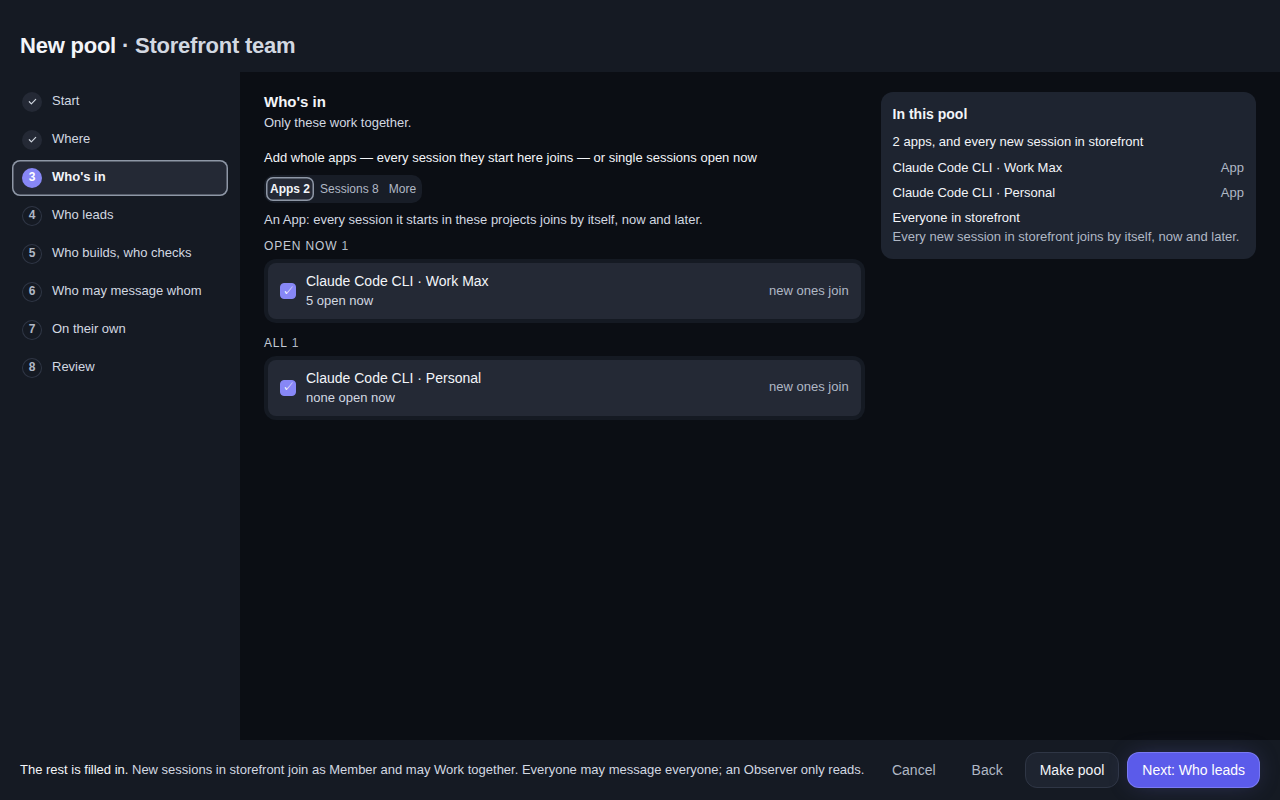 New pool · Storefront team
Start
Where
3 Who's in
4 Who leads
5 Who builds, who checks
6 Who may message whom
7 On their own
8 Review
Who's in
Only these work together.
Add whole apps — every session they start here joins — or single sessions open now
Apps 2 Sessions 8 More
An App: every session it starts in these projects joins by itself, now and later.
OPEN NOW 1
Claude Code CLI · Work Max
5 open now
new ones join
ALL 1
Claude Code CLI · Personal
none open now
new ones join
In this pool
2 apps, and every new session in storefront
Claude Code CLI · Work Max App
Claude Code CLI · Personal App
Everyone in storefront
Every new session in storefront joins by itself, now and later.
The rest is filled in. New sessions in storefront join as Member and may Work together. Everyone may message everyone; an Observer only reads.
Cancel Back Make pool Next: Who leads